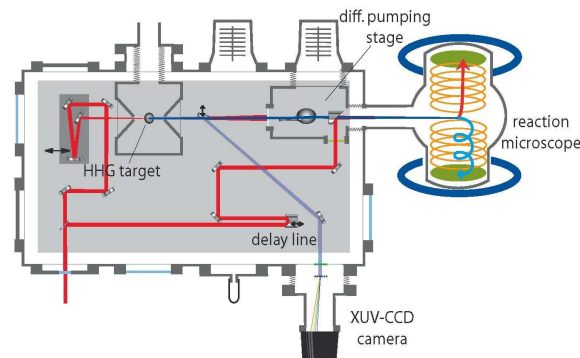 diff. pumping
stage
reaction
microscope
HHG target
delay line
XUV-CCD
camera